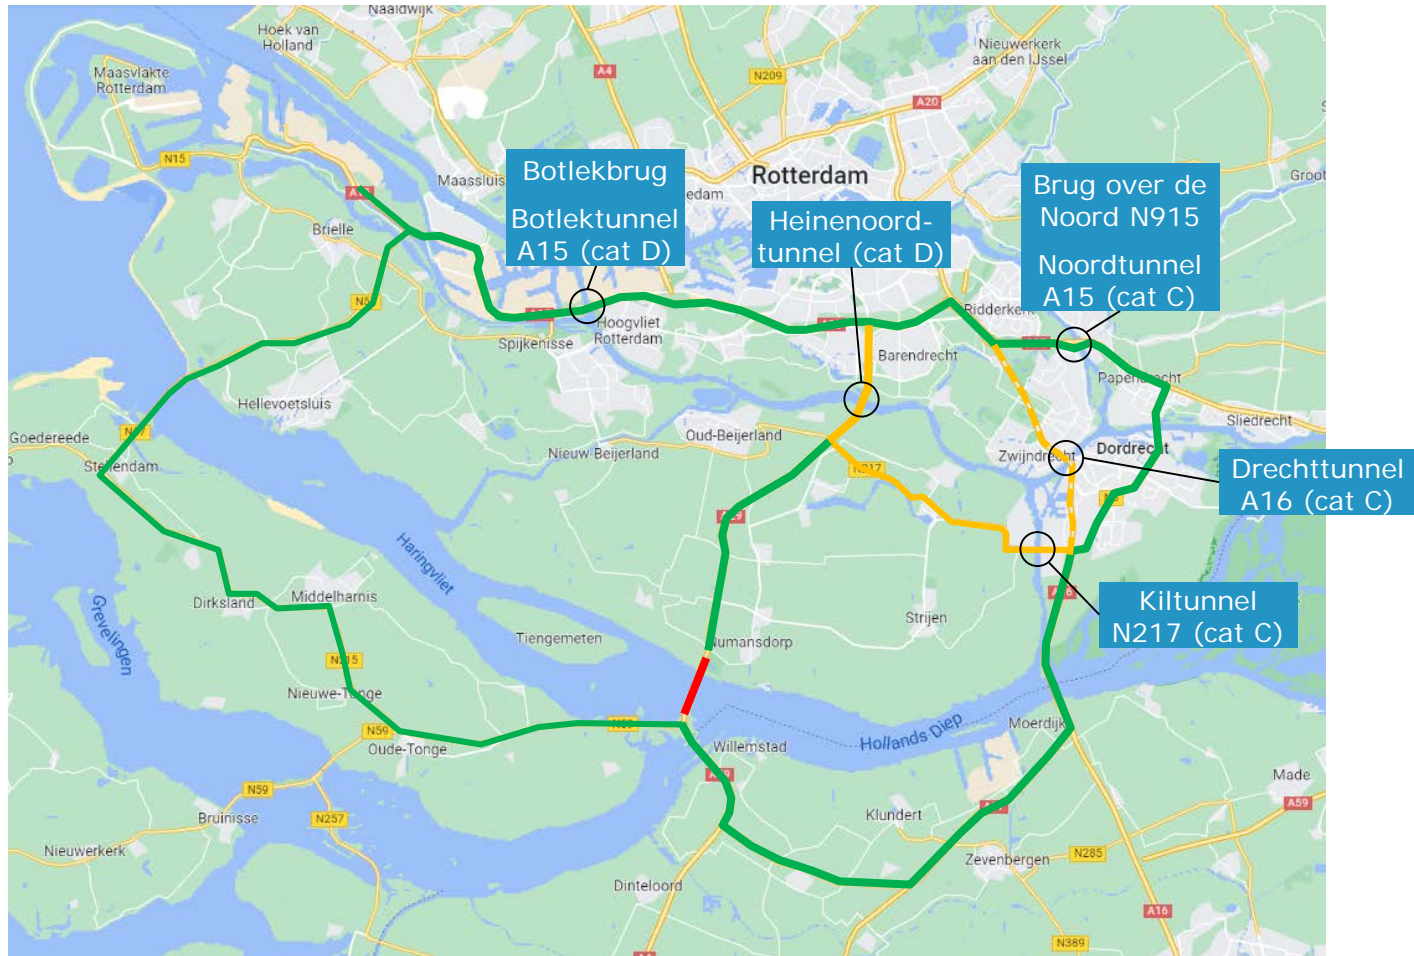 Naaldwijk
Hoek van
Holland
Nieuwerkerk
aan den IJssel
Maasvlakte
Rotterdam
A4
N209
A20
N15
Maassluis
Botlekbrug
Botlektunnel
A15 (cat D)
Rotterdam
edam
Heinenoord-
tunnel (cat D)
Brug over de
Noord N915
Noordtunnel
A15 (cat C)
Groot
Brielle
Ridderkerk
Hoogvliet
Rotterdam
Spijkenisse
Barendrecht
Papendrecht
Hellevoetsluis
Sliedrecht
Goedereede
Stellendam
Oud-Beijerland
Nieuw-Beijerland
Zwijndrecht
Dordrecht
N217
Drechttunnel
A16 (cat C)
Haringvliet
Grevelingen
Dirksland
Middelharnis
Tiengemeten
Numansdorp
Strijen
Kiltunnel
N217 (cat C)
N215
Nieuwe-Tonge
N59
Oude-Tonge
Hollands Diep
Moerdijk
Willemstad
Made
A59
N59
Bruinisse
N257
Klundert
Nieuwerkerk
Zevenbergen
N285
Dinteloord
A16
N389